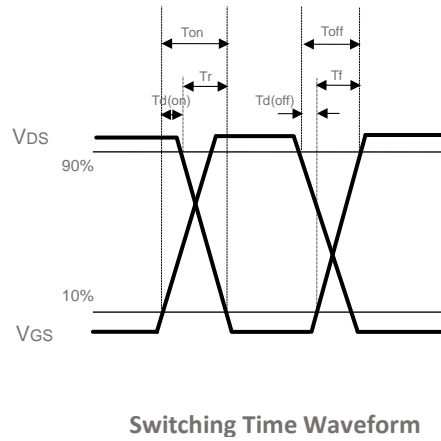 Ton
Toff
Tr
Tf
Td(on)
Td(off)
VDS
90%
10%
VGS
Switching Time Waveform